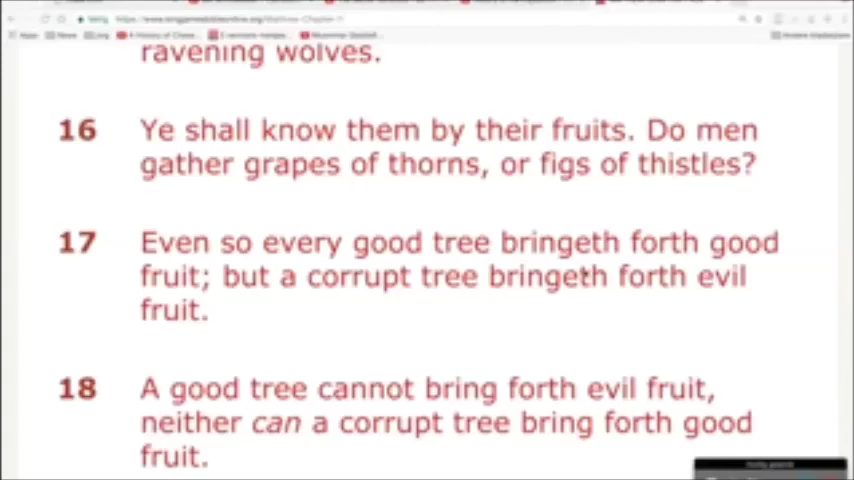 Apps
ravening wolves.
16 Ye shall know them by their fruits. Do men
gather grapes of thorns, or figs of thistles?
17 Even so every good tree bringeth forth good
fruit; but a corrupt tree bringeth forth evil
fruit.
18 A good tree cannot bring forth evil fruit,
neither can a corrupt tree bring forth good
fruit.